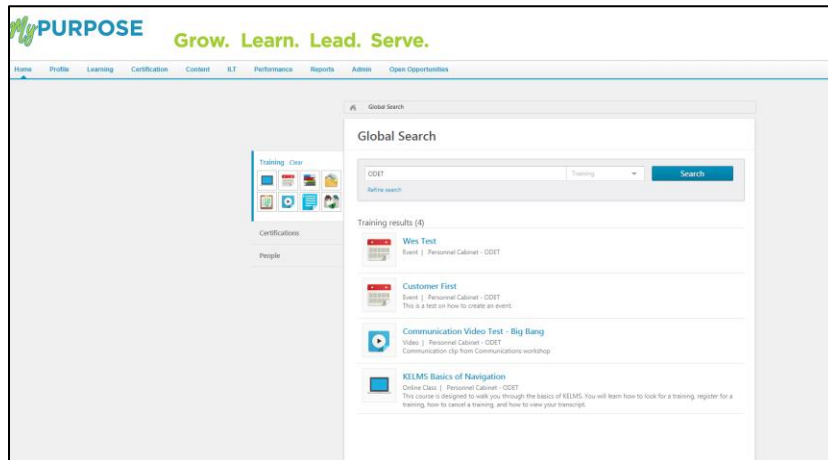 MyPURPOSE
Grow. Learn. Lead. Serve.
Home Profile Learning Certification Content ILT Performance Reports Admin Open Opportunities
Global Search
Global Search
Training Clear
ODET Training Search
Refine search
Certifications
People
Training results (4)
Wes Test
Event | Personnel Cabinet - ODET
Customer First
Event | Personnel Cabinet - ODET
This is a test on how to create an event.
Communication Video Test - Big Bang
Video | Personnel Cabinet - ODET
Communication clip from Communications workshop
KELMS Basics of Navigation
Online Class | Personnel Cabinet - ODET
This course is designed to walk you through the basics of KELMS. You will learn how to look for a training, register for a
training, how to cancel a training, and how to view your transcript.